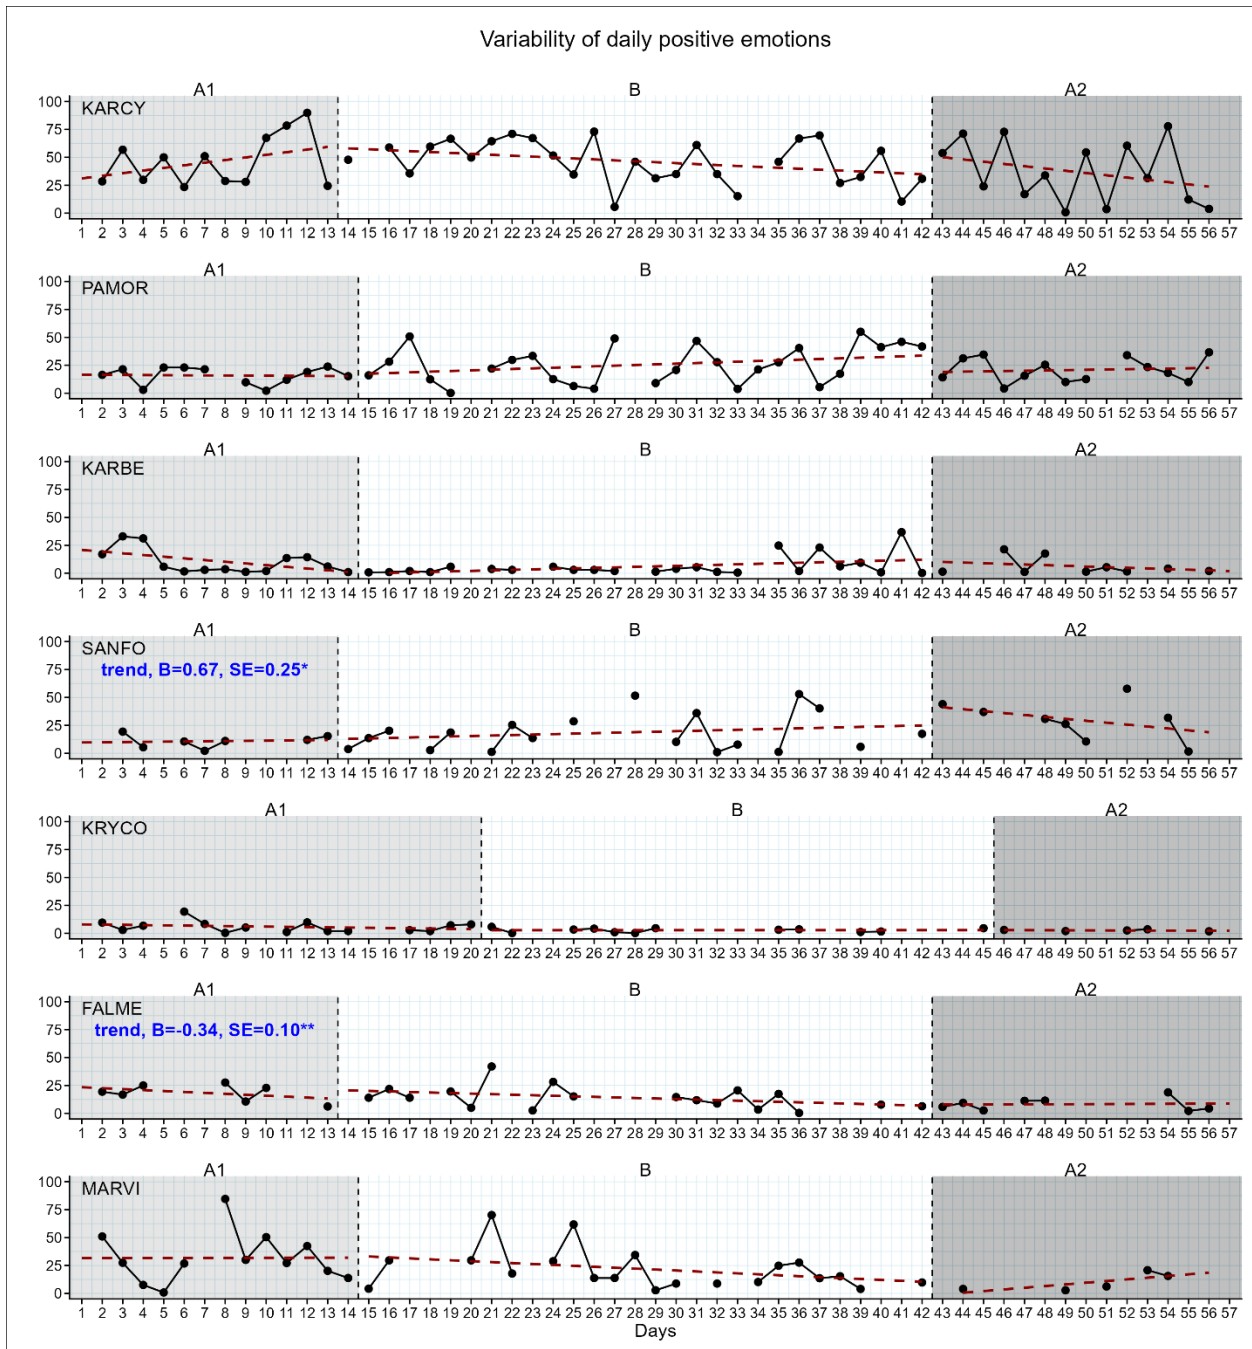 Variability of daily positive emotions
A1 B A2
KARCY
100
75
50
25
0
1 2 3 4 5 6 7 8 9 10 11 12 13 14 15 16 17 18 19 20 21 22 23 24 25 26 27 28 29 30 31 32 33 34 35 36 37 38 39 40 41 42 43 44 45 46 47 48 49 50 51 52 53 54 55 56 57
A1 B A2
PAMOR
100
75
50
25
0
1 2 3 4 5 6 7 8 9 10 11 12 13 14 15 16 17 18 19 20 21 22 23 24 25 26 27 28 29 30 31 32 33 34 35 36 37 38 39 40 41 42 43 44 45 46 47 48 49 50 51 52 53 54 55 56 57
A1 B A2
KARBE
100
75
50
25
0
1 2 3 4 5 6 7 8 9 10 11 12 13 14 15 16 17 18 19 20 21 22 23 24 25 26 27 28 29 30 31 32 33 34 35 36 37 38 39 40 41 42 43 44 45 46 47 48 49 50 51 52 53 54 55 56 57
A1 B A2
SANFO
trend, B=0.67, SE=0.25*
100
75
50
25
0
1 2 3 4 5 6 7 8 9 10 11 12 13 14 15 16 17 18 19 20 21 22 23 24 25 26 27 28 29 30 31 32 33 34 35 36 37 38 39 40 41 42 43 44 45 46 47 48 49 50 51 52 53 54 55 56 57
A1 B A2
KRYCO
100
75
50
25
0
1 2 3 4 5 6 7 8 9 10 11 12 13 14 15 16 17 18 19 20 21 22 23 24 25 26 27 28 29 30 31 32 33 34 35 36 37 38 39 40 41 42 43 44 45 46 47 48 49 50 51 52 53 54 55 56 57
A1 B A2
FALME
trend, B=-0.34, SE=0.10**
100
75
50
25
0
1 2 3 4 5 6 7 8 9 10 11 12 13 14 15 16 17 18 19 20 21 22 23 24 25 26 27 28 29 30 31 32 33 34 35 36 37 38 39 40 41 42 43 44 45 46 47 48 49 50 51 52 53 54 55 56 57
A1 B A2
MARVI
100
75
50
25
0
1 2 3 4 5 6 7 8 9 10 11 12 13 14 15 16 17 18 19 20 21 22 23 24 25 26 27 28 29 30 31 32 33 34 35 36 37 38 39 40 41 42 43 44 45 46 47 48 49 50 51 52 53 54 55 56 57
Days